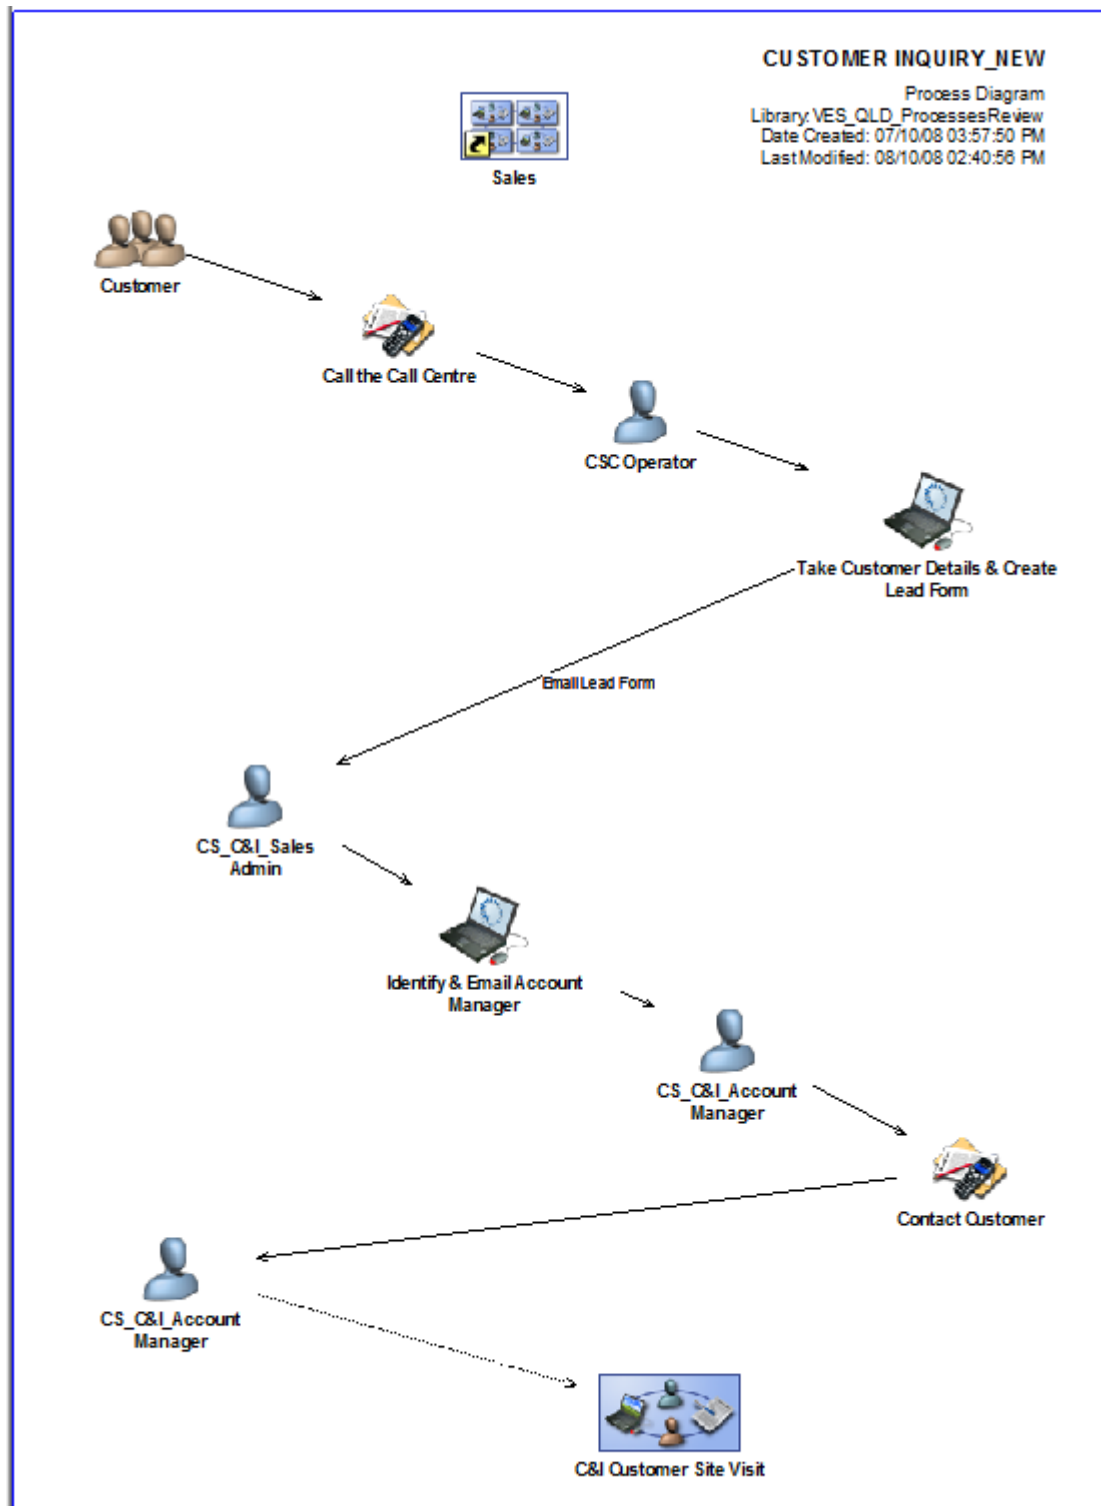 CUSTOMER INQUIRY_NEW
Process Diagram
Library: VES_QLD_ProcessesReview
Date Created: 07/10/08 03:57:50 PM
Last Modified: 08/10/08 02:40:56 PM
Sales
Customer
Call the Call Centre
CSC Operator
Take Customer Details & Create
Lead Form
Email Lead Form
CS_C&I_Sales
Admin
Identify & Email Account
Manager
CS_C&I_Account
Manager
Contact Customer
CS_C&I_Account
Manager
C&I Customer Site Visit